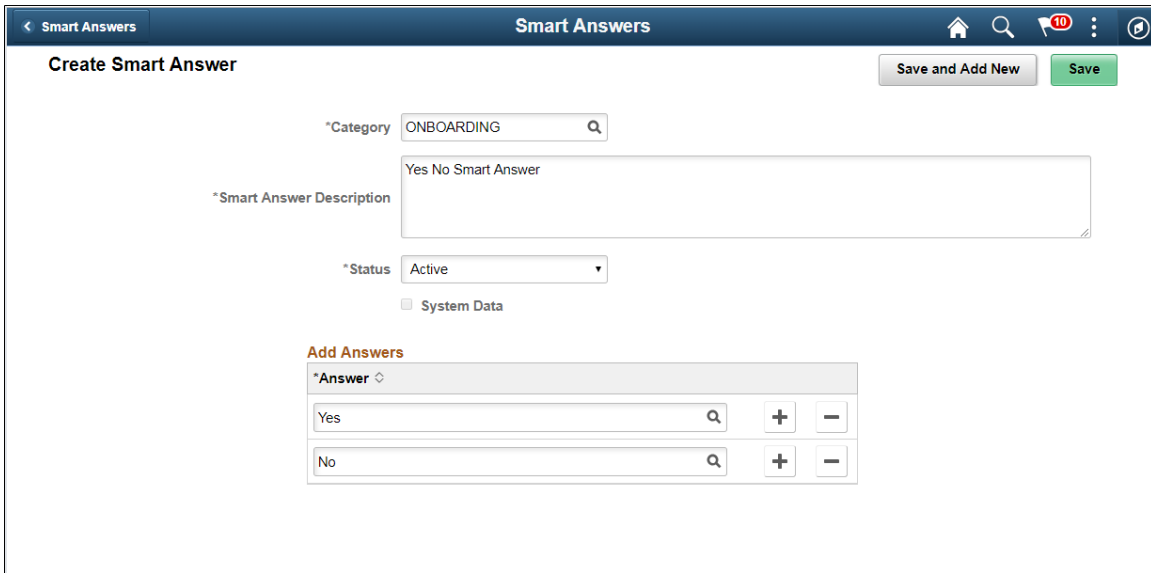 Smart Answers
Smart Answers
10
Create Smart Answer
Save and Add New
Save
*Category
ONBOARDING
*Smart Answer Description
Yes No Smart Answer
*Status
Active
System Data
Add Answers
*Answer
Yes
No